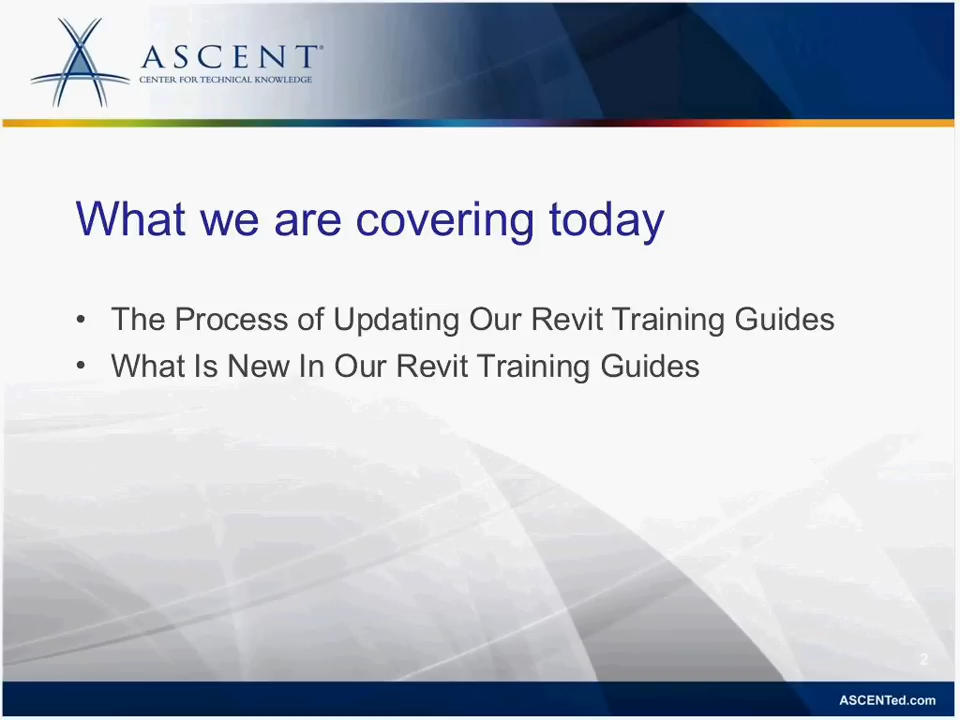 ASCENT®
CENTER FOR TECHNICAL KNOWLEDGE
What we are covering today
• The Process of Updating Our Revit Training Guides
• What Is New In Our Revit Training Guides
2
ASCENTed.com